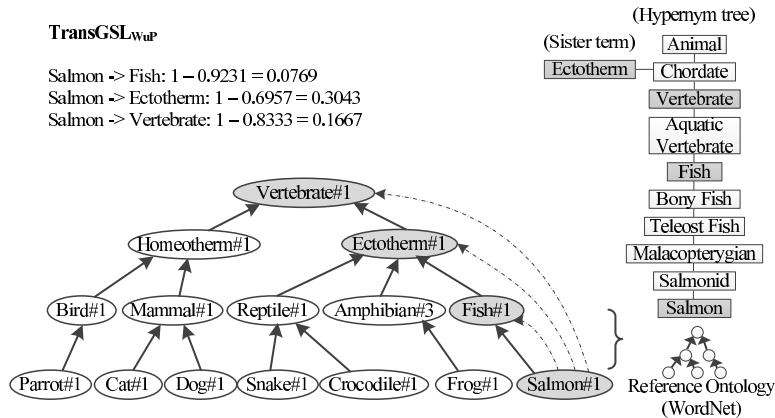 TransGSLWuP
Salmon -> Fish: 1 – 0.9231 = 0.0769
Salmon -> Ectotherm: 1 – 0.6957 = 0.3043
Salmon -> Vertebrate: 1 – 0.8333 = 0.1667
(Hypernym tree)
(Sister term)
Animal
Ectotherm
Chordate
Vertebrate
Aquatic
Vertebrate
Fish
Bony Fish
Teleost Fish
Malacopterygian
Salmonid
Salmon
Reference Ontology
(WordNet)
Vertebrate#1
Homeotherm#1
Ectotherm#1
Bird#1
Mammal#1
Reptile#1
Amphibian#3
Fish#1
Parrot#1
Cat#1
Dog#1
Snake#1
Crocodile#1
Frog#1
Salmon#1